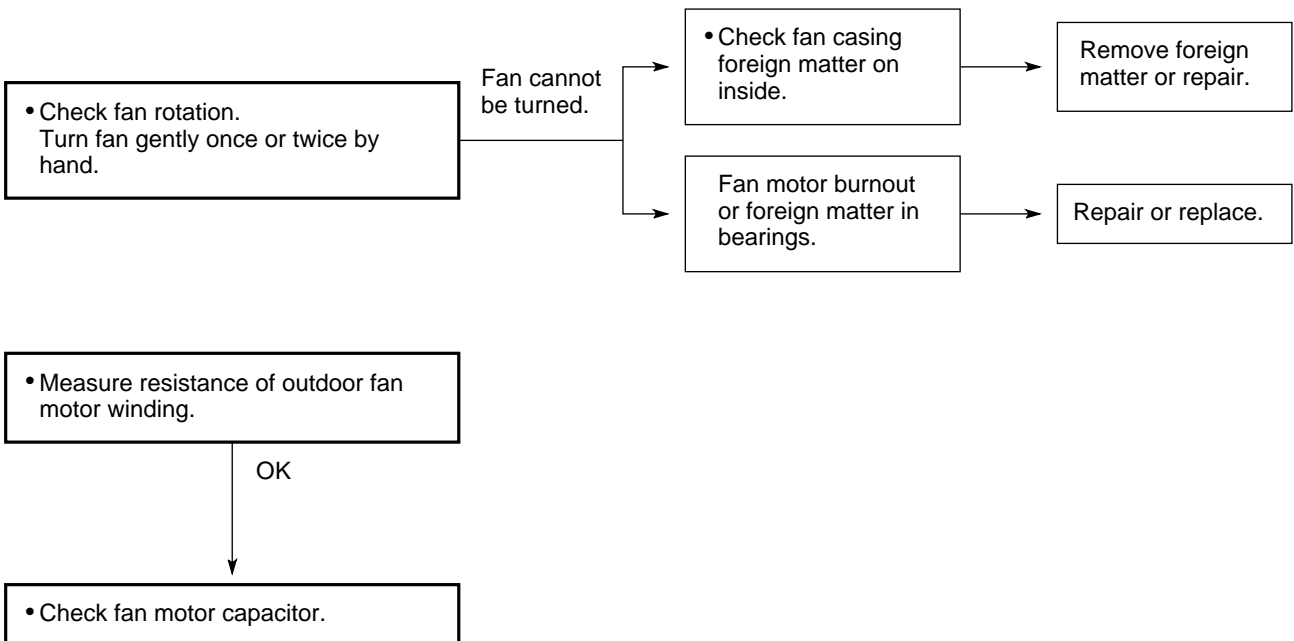 • Check fan rotation.
Turn fan gently once or twice by
hand.
Fan cannot
be turned.
• Check fan casing
foreign matter on
inside.
Remove foreign
matter or repair.
Fan motor burnout
or foreign matter in
bearings.
Repair or replace.
• Measure resistance of outdoor fan
motor winding.
OK
• Check fan motor capacitor.